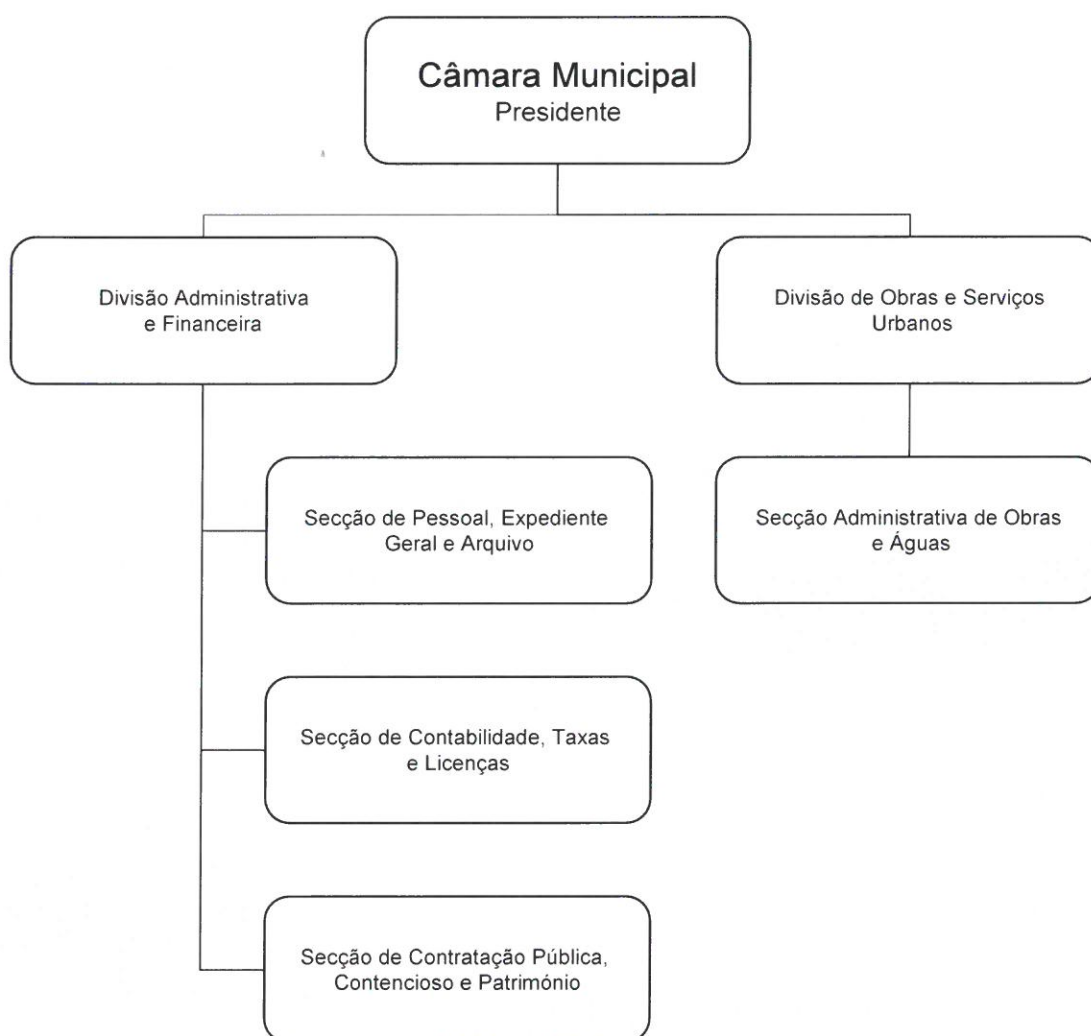 Câmara Municipal
Presidente
Divisão Administrativa
e Financeira
Divisão de Obras e Serviços
Urbanos
Secção de Pessoal, Expediente
Geral e Arquivo
Secção Administrativa de Obras
e Águas
Secção de Contabilidade, Taxas
e Licenças
Secção de Contratação Pública,
Contencioso e Património